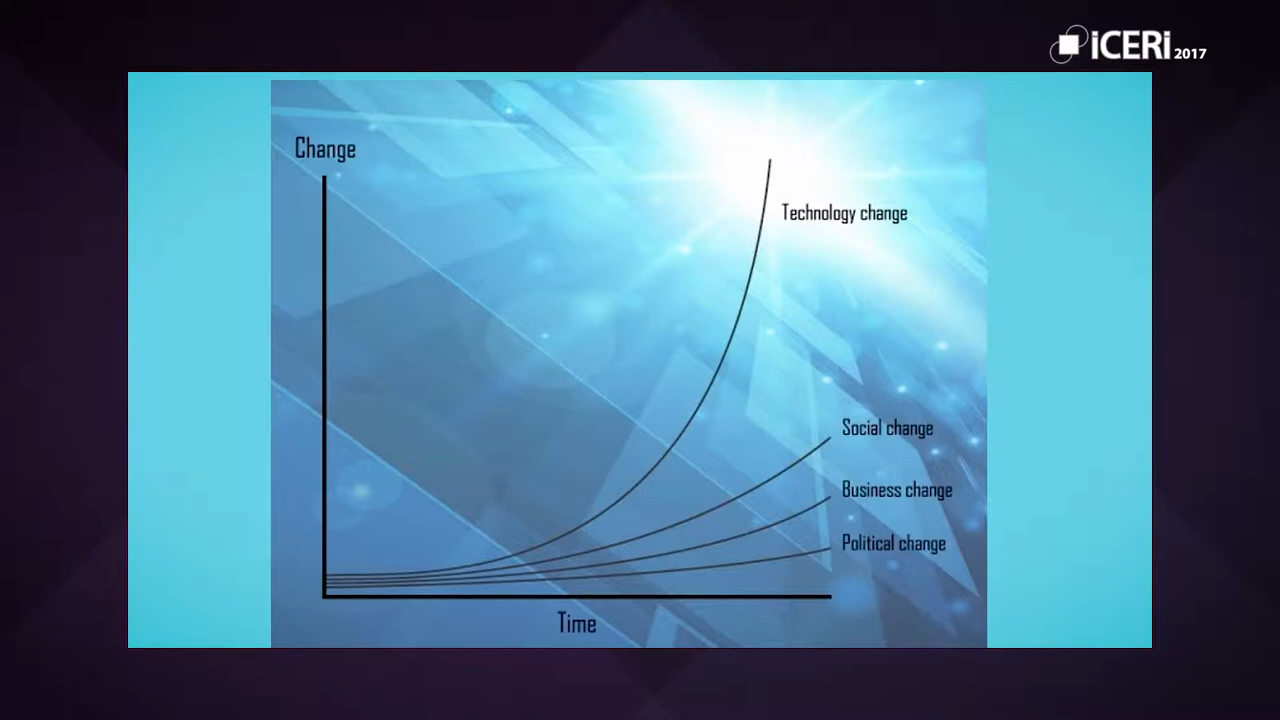 iCERi 2017
Change
Technology change
Social change
Business change
Political change
Time